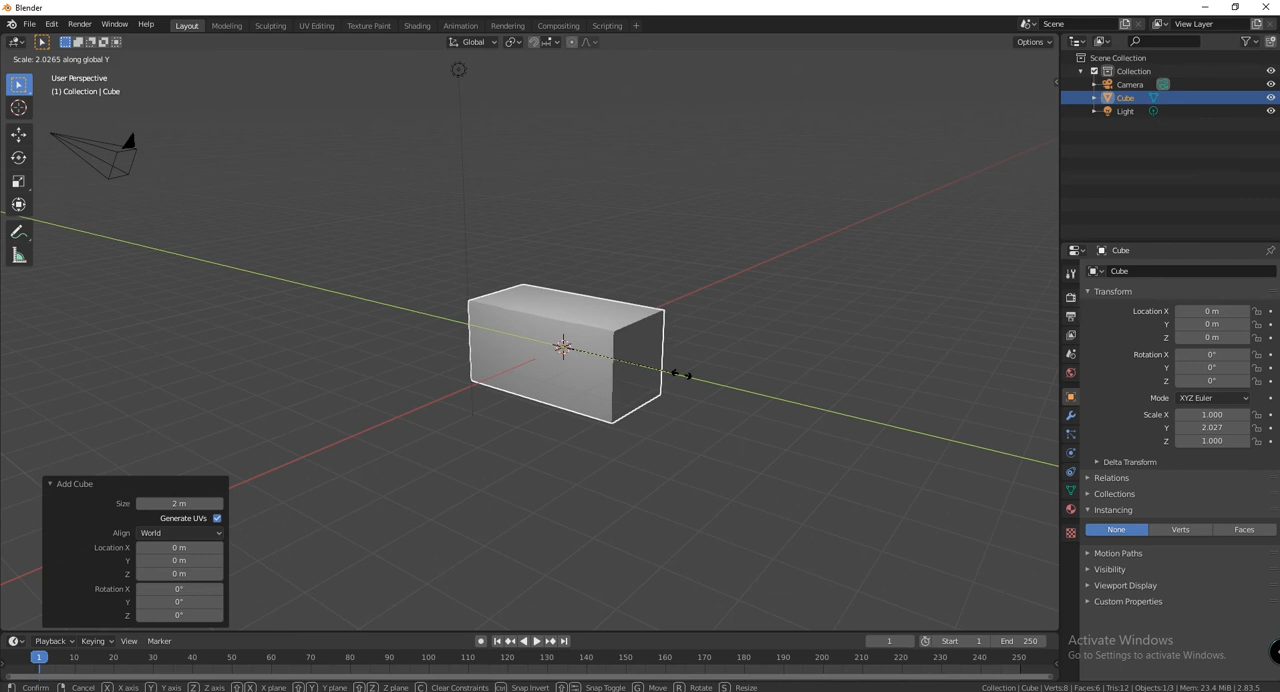 Blender
File Edit Render Window Help Layout Modeling Sculpting UV Editing Texture Paint Shading Animation Rendering Compositing Scripting + Scene View Layer
Global Options
Scale: 2.0265 along global Y
User Perspective
(1) Collection | Cube
Scene Collection
Collection
Camera
Cube
Light
Cube
Cube
Transform
Location X 0 m
Y 0 m
Z 0 m
Rotation X 0°
Y 0°
Z 0°
Mode XYZ Euler
Scale X 1.000
Y 2.027
Z 1.000
Delta Transform
Relations
Collections
Instancing
None Verts Faces
Motion Paths
Visibility
Viewport Display
Custom Properties
Add Cube
Size 2 m
Generate UVs
Align World
Location X 0 m
Y 0 m
Z 0 m
Rotation X 0°
Y 0°
Z 0°
Playback Keying View Marker 1 Start 1 End 250
1 10 20 30 40 50 60 70 80 90 100 110 120 130 140 150 160 170 180 190 200 210 220 230 240 250
Activate Windows
Go to Settings to activate Windows.
Confirm Cancel X X axis Y Y axis Z Z axis X X plane Y Y plane Z Z plane C Clear Constraints Ctrl Snap Invert Snap Toggle G Move R Rotate S Resize Collection | Cube | Verts:8 | Faces:6 | Tris:12 | Objects:1/3 | Mem: 23.4 MiB | 2.83.5